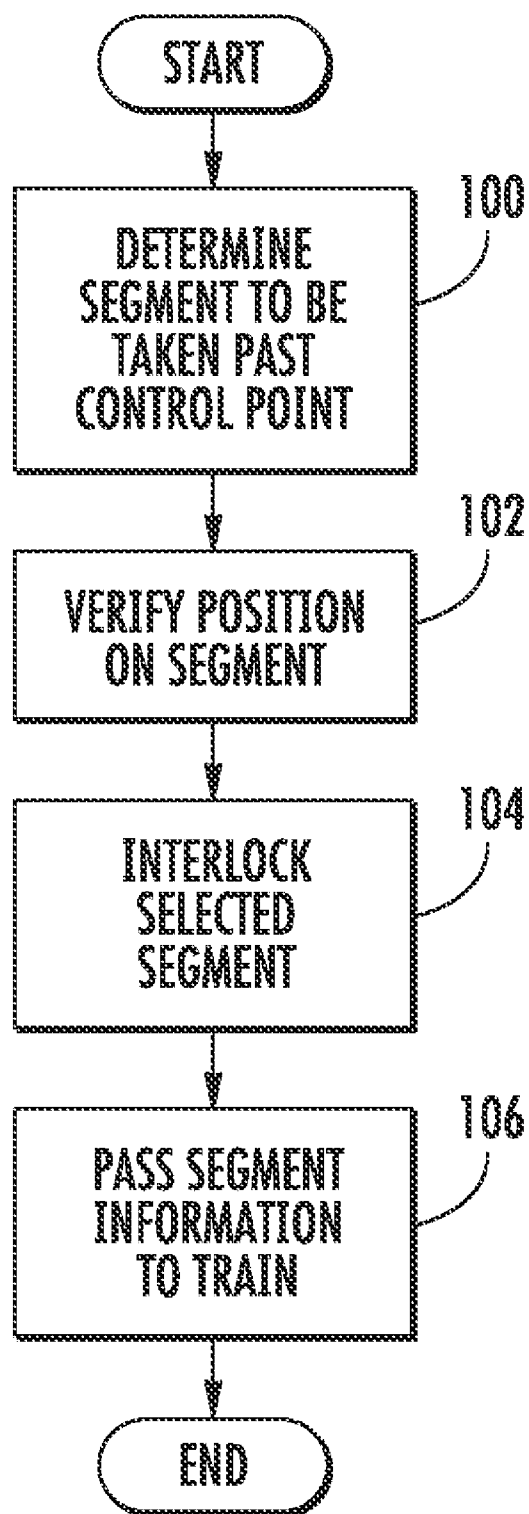 START
100
DETERMINE
SEGMENT TO BE
TAKEN PAST
CONTROL POINT
102
VERIFY POSITION
ON SEGMENT
104
INTERLOCK
SELECTED
SEGMENT
106
PASS SEGMENT
INFORMATION
TO TRAIN
END